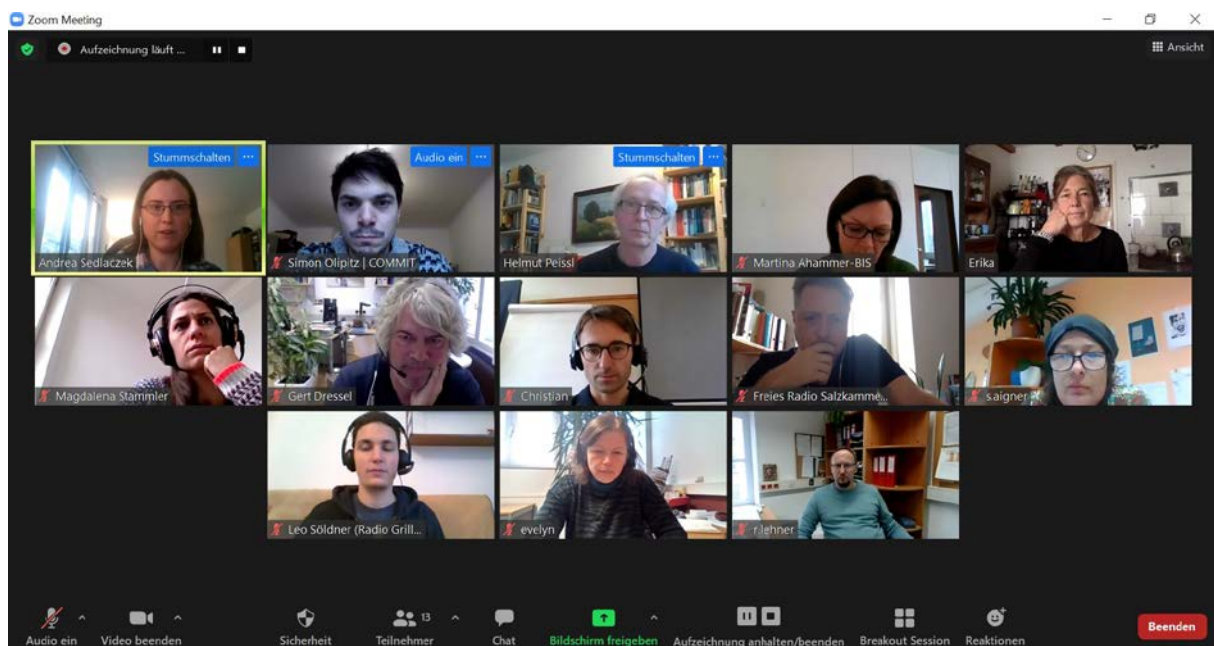 Zoom Meeting
Aufzeichnung läuft ...
Ansicht
Stummschalten ...
Audio ein ...
Stummschalten ...
Andrea Sedlaczek
Simon Olipitz | COMMIT
Helmut Peissl
Martina Ahammer-BIS
Erika
Magdalena Stammler
Gert Dressel
Christian
Freies Radio Salzkamme...
s.aigner
Leo Söldner (Radio Grill...
evelyn
r.lehner
13
Audio ein
Video beenden
Sicherheit
Teilnehmer
Chat
Bildschirm freigeben
Aufzeichnung anhalten/beenden
Breakout Session
Reaktionen
Beenden